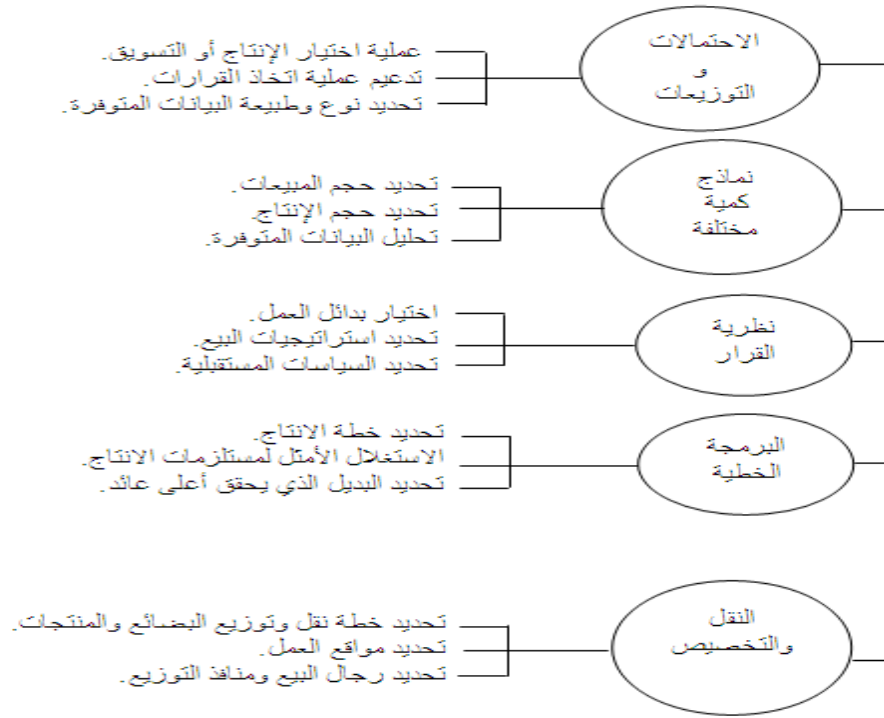 الاحتمالات
و
التوزيعات
عملية اختيار الإنتاج أو التسويق.
تدعيم عملية اتخاذ القرارات.
تحديد نوع وطبيعة البيانات المتوفرة.
نماذج
كمية
مختلفة
تحديد حجم المبيعات.
تحديد حجم الإنتاج.
تحليل البيانات المتوفرة.
نظرية
القرار
اختيار بدائل العمل.
تحديد استراتيجيات البيع.
تحديد السياسات المستقبلية.
البرمجة
الخطية
تحديد خطة الانتاج.
الاستغلال الأمثل لمستلزمات الانتاج.
تحديد البديل الذي يحقق أعلى عائد.
النقل
والتخصيص
تحديد خطة نقل وتوزيع البضائع والمنتجات.
تحديد مواقع العمل.
تحديد رجال البيع ومنافذ التوزيع.